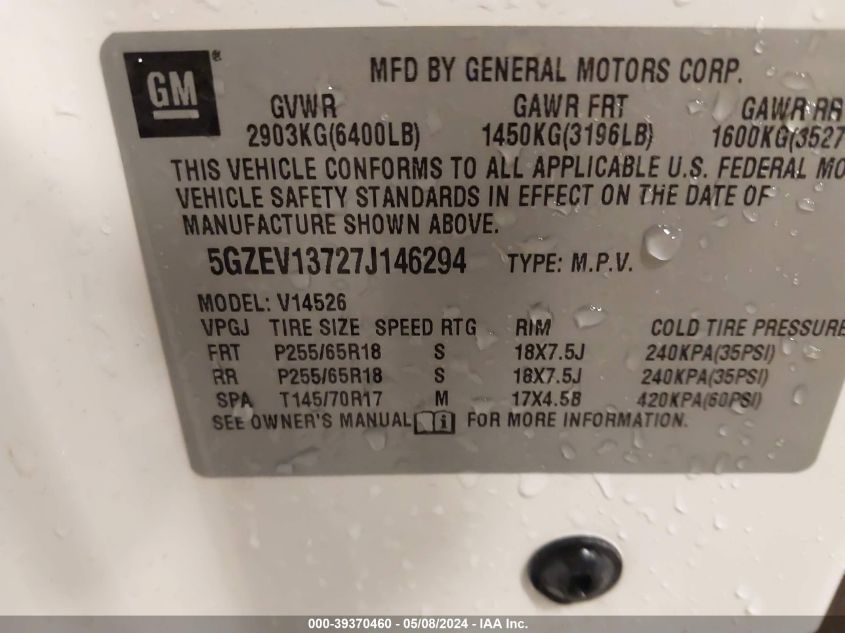 GM ®
MFD BY GENERAL MOTORS CORP.
GVWR GAWR FRT GAWR RR
2903KG(6400LB) 1450KG(3196LB) 1600KG(3527
THIS VEHICLE CONFORMS TO ALL APPLICABLE U.S. FEDERAL MO
VEHICLE SAFETY STANDARDS IN EFFECT ON THE DATE OF
MANUFACTURE SHOWN ABOVE.
5GZEV13727J146294 TYPE: M.P.V.
MODEL: V14526
VPGJ TIRE SIZE SPEED RTG RIM COLD TIRE PRESSURE
FRT P255/65R18 S 18X7.5J 240KPA(35PSI)
RR P255/65R18 S 18X7.5J 240KPA(35PSI)
SPA T145/70R17 M 17X4.5B 420KPA(60PSI)
SEE OWNER'S MANUAL i FOR MORE INFORMATION.
000-39370460 - 05/08/2024 - IAA Inc.